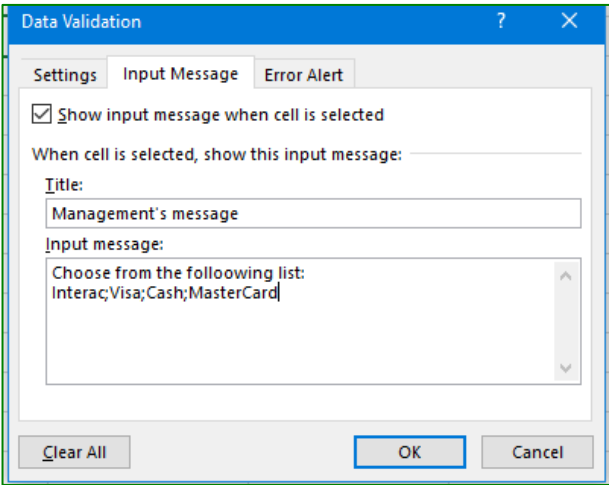 Data Validation ? ×
Settings Input Message Error Alert
Show input message when cell is selected
When cell is selected, show this input message:
Title:
Management's message
Input message:
Choose from the folloowing list:
Interac;Visa;Cash;MasterCard
Clear All OK Cancel